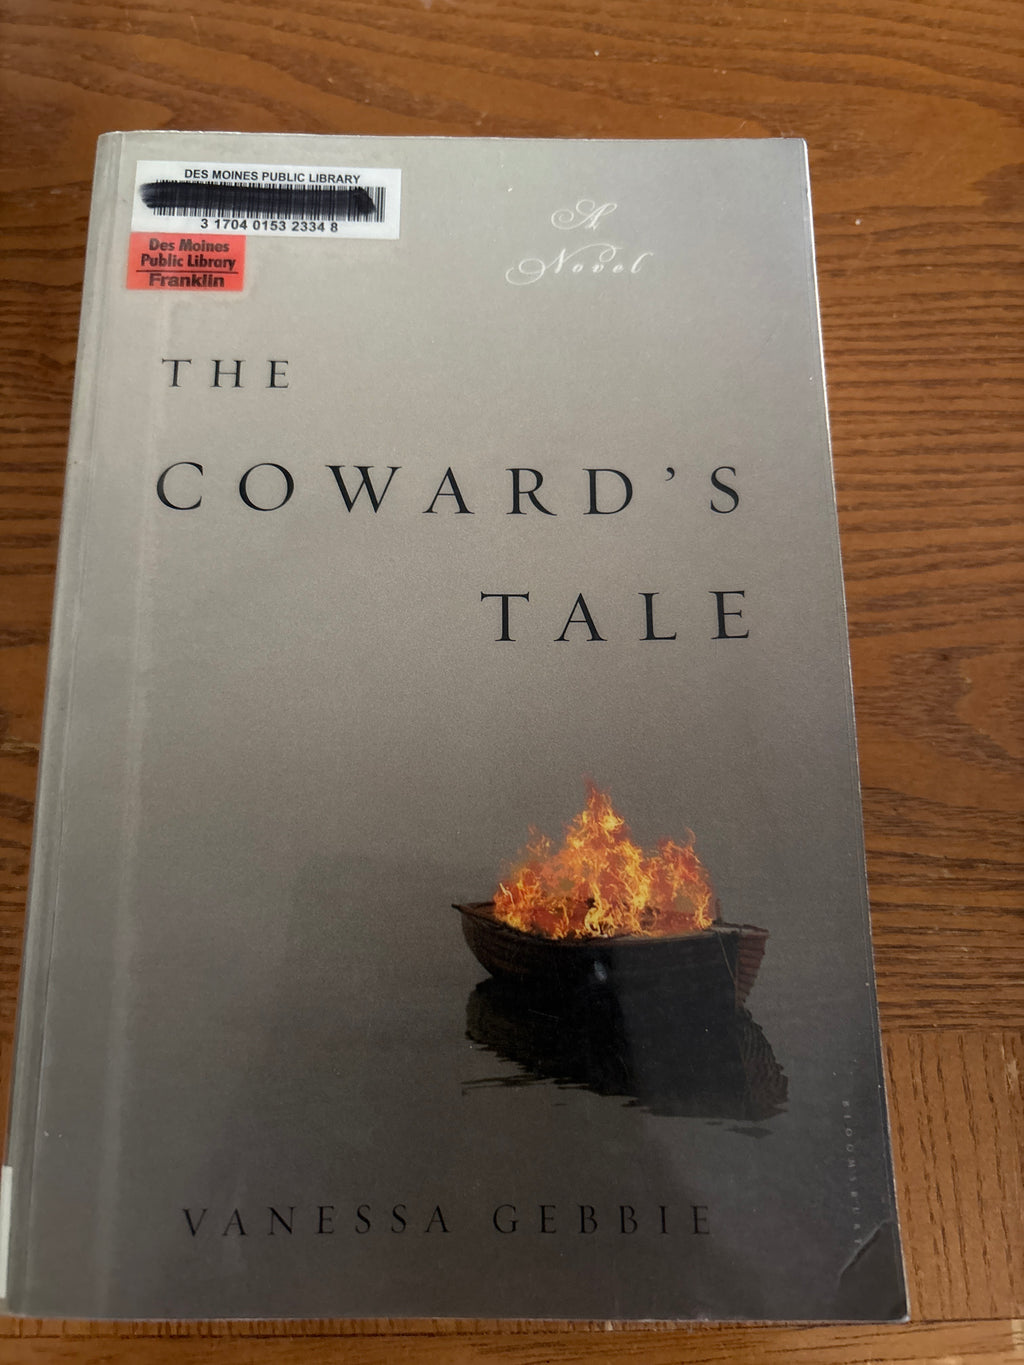 DES MOINES PUBLIC LIBRARY
3 1704 0153 2334 8
Des Moines
Public Library
Franklin
A
Novel
THE
COWARD'S
TALE
BLOOMSBURY
VANESSA GEBBIE